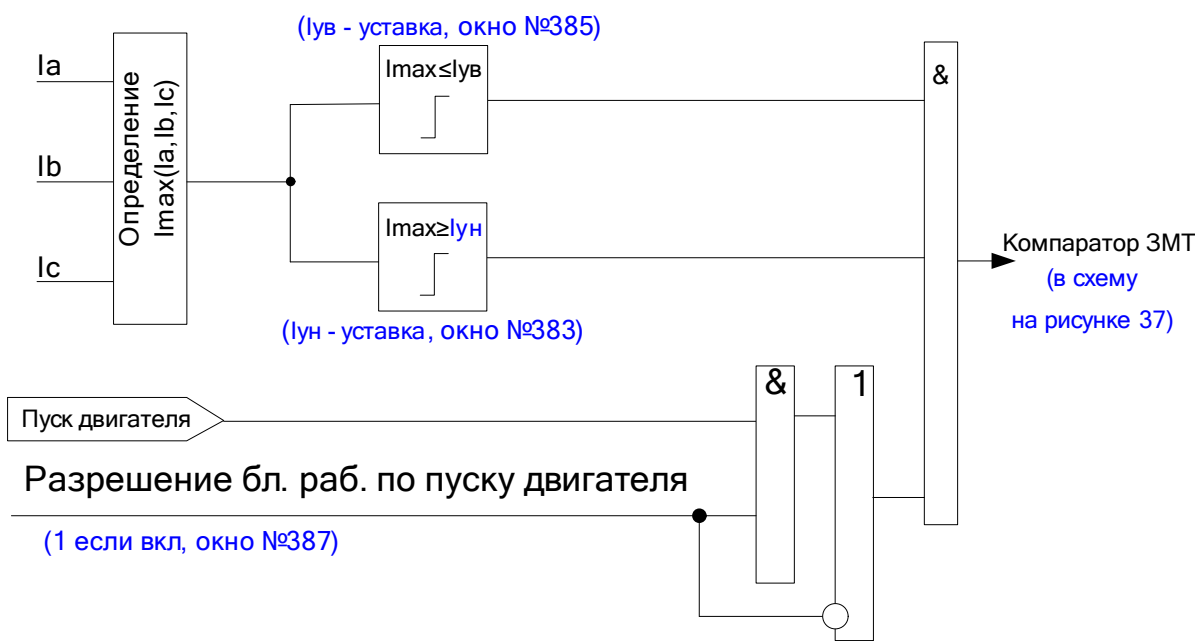 (Iув - уставка, окно №385)
Ia
Ib
Ic
Определение
Imax(Ia,Ib,Ic)
Imax≤Iув
Imax≥Iун
(Iун - уставка, окно №383)
&
Компаратор ЗМТ
(в схему
на рисунке 37)
&
1
Пуск двигателя
Разрешение бл. раб. по пуску двигателя
(1 если вкл, окно №387)